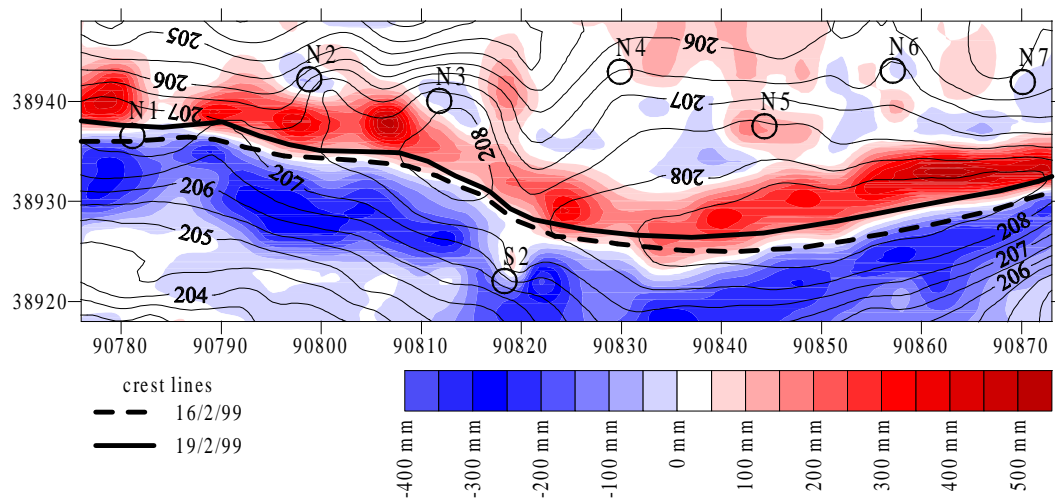 205
206
N2
N4
206
N6
N7
206
N3
207
38940
N1
207
N5
208
207
208
38930
206
208
205
207
S2
206
204
38920
90780 90790 90800 90810 90820 90830 90840 90850 90860 90870
crest lines
16/2/99
19/2/99
-400 mm
-300 mm
-200 mm
-100 mm
0 mm
100 mm
200 mm
300 mm
400 mm
500 mm